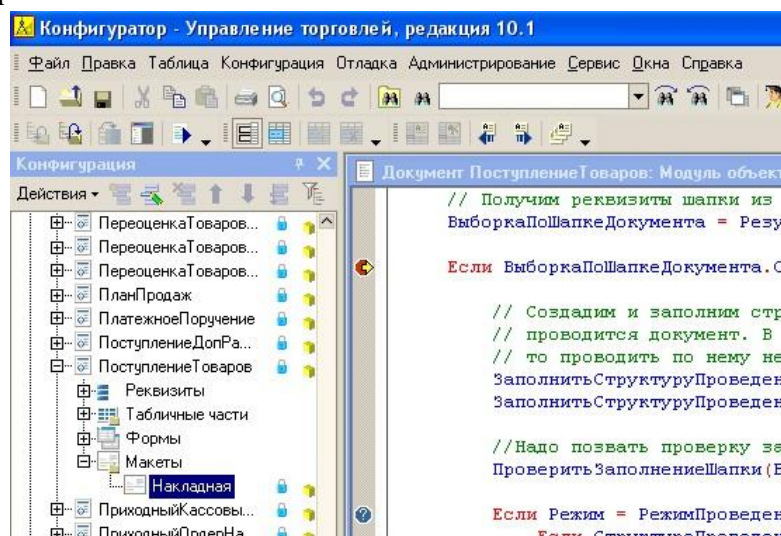 Конфигуратор - Управление торговлей, редакция 10.1
Файл Правка Таблица Конфигурация Отладка Администрирование Сервис Окна Справка
Конфигурация
Действия
ПереоценкаТоваров...
ПереоценкаТоваров...
ПереоценкаТоваров...
ПланПродаж
ПлатежноеПоручение
ПоступлениеДопРа...
ПоступлениеТоваров
Реквизиты
Табличные части
Формы
Макеты
Накладная
ПриходныйКассовы...
ПриходныйОрдерНа...
Документ ПоступлениеТоваров: Модуль объект
// Получим реквизиты шапки из
ВыборкаПоШапкеДокумента = Резу
Если ВыборкаПоШапкеДокумента.С
// Создадим и заполним стр
// проводится документ. В
// то проводить по нему не
ЗаполнитьСтруктуруПроведен
ЗаполнитьСтруктуруПроведен
//Надо позвать проверку за
ПроверитьЗаполнениеШапки(В
Если Режим = РежимПроведен
Если СтруктураПроведен